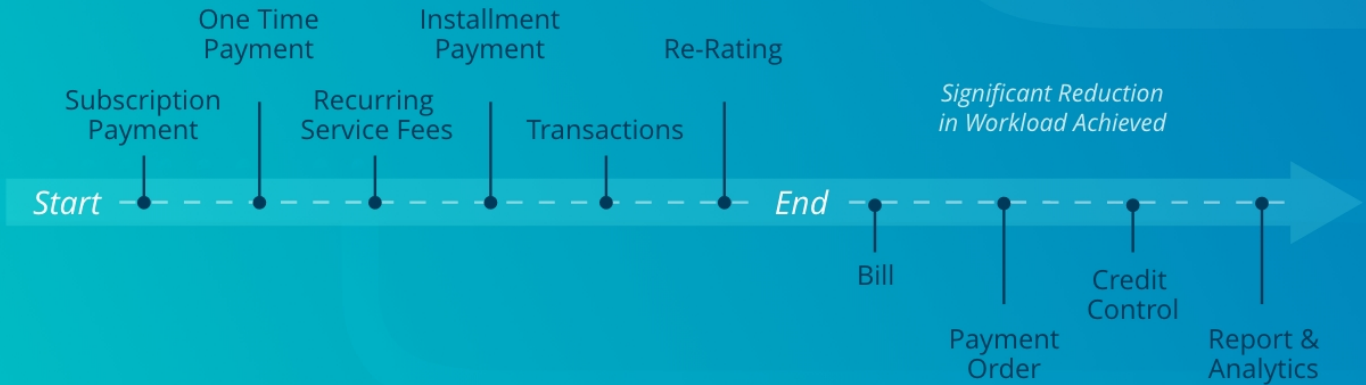 One Time
Payment
Installment
Payment
Re-Rating
Subscription
Payment
Recurring
Service Fees
Transactions
Significant Reduction
in Workload Achieved
Start
End
Bill
Credit
Control
Payment
Order
Report &
Analytics